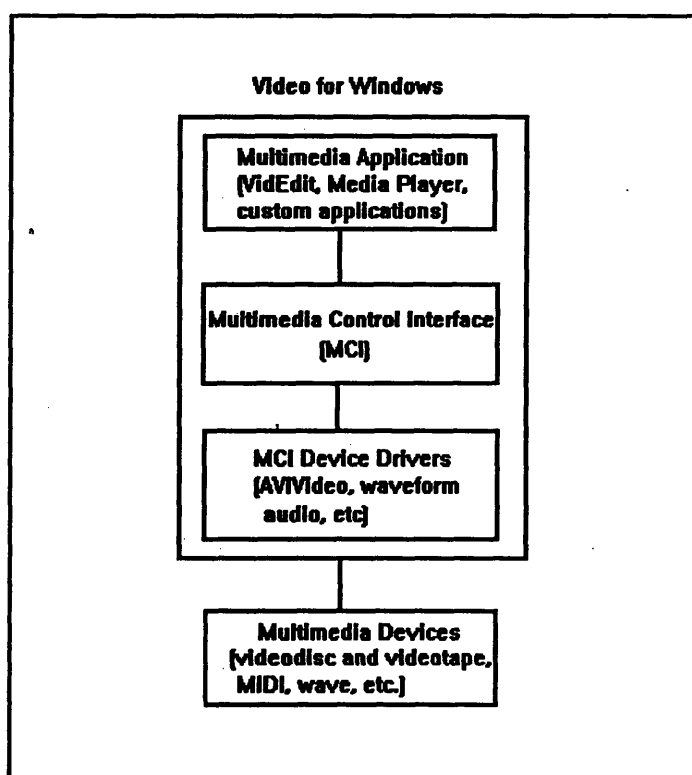 Video for Windows
Multimedia Application
(VidEdit, Media Player,
custom applications)
Multimedia Control Interface
(MCI)
MCI Device Drivers
(AVIVideo, waveform
audio, etc)
Multimedia Devices
(videodisc and videotape,
MIDI, wave, etc.)